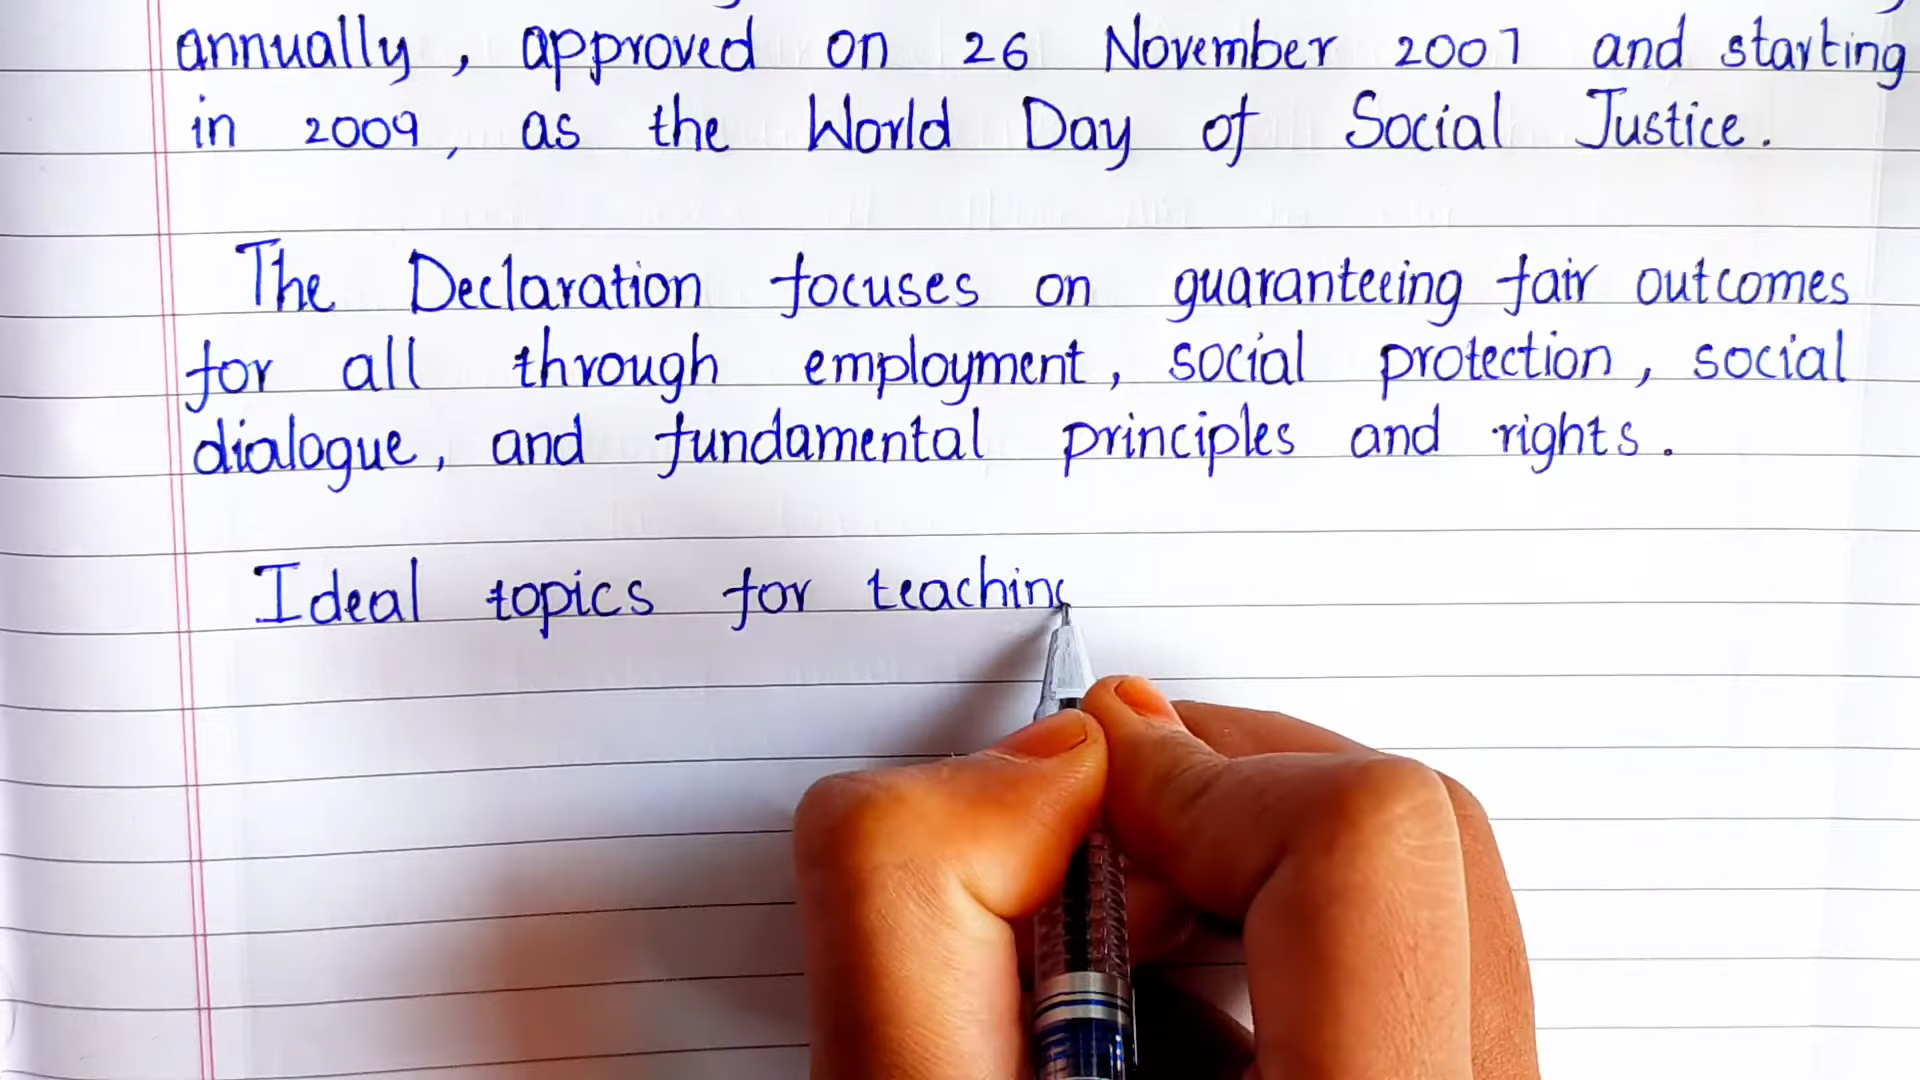 annually, approved on 26 November 2007 and starting
in 2009, as the World Day of Social Justice.
The Declaration focuses on guaranteeing fair outcomes
for all through employment, social protection, social
dialogue, and fundamental principles and rights.
Ideal topics for teaching